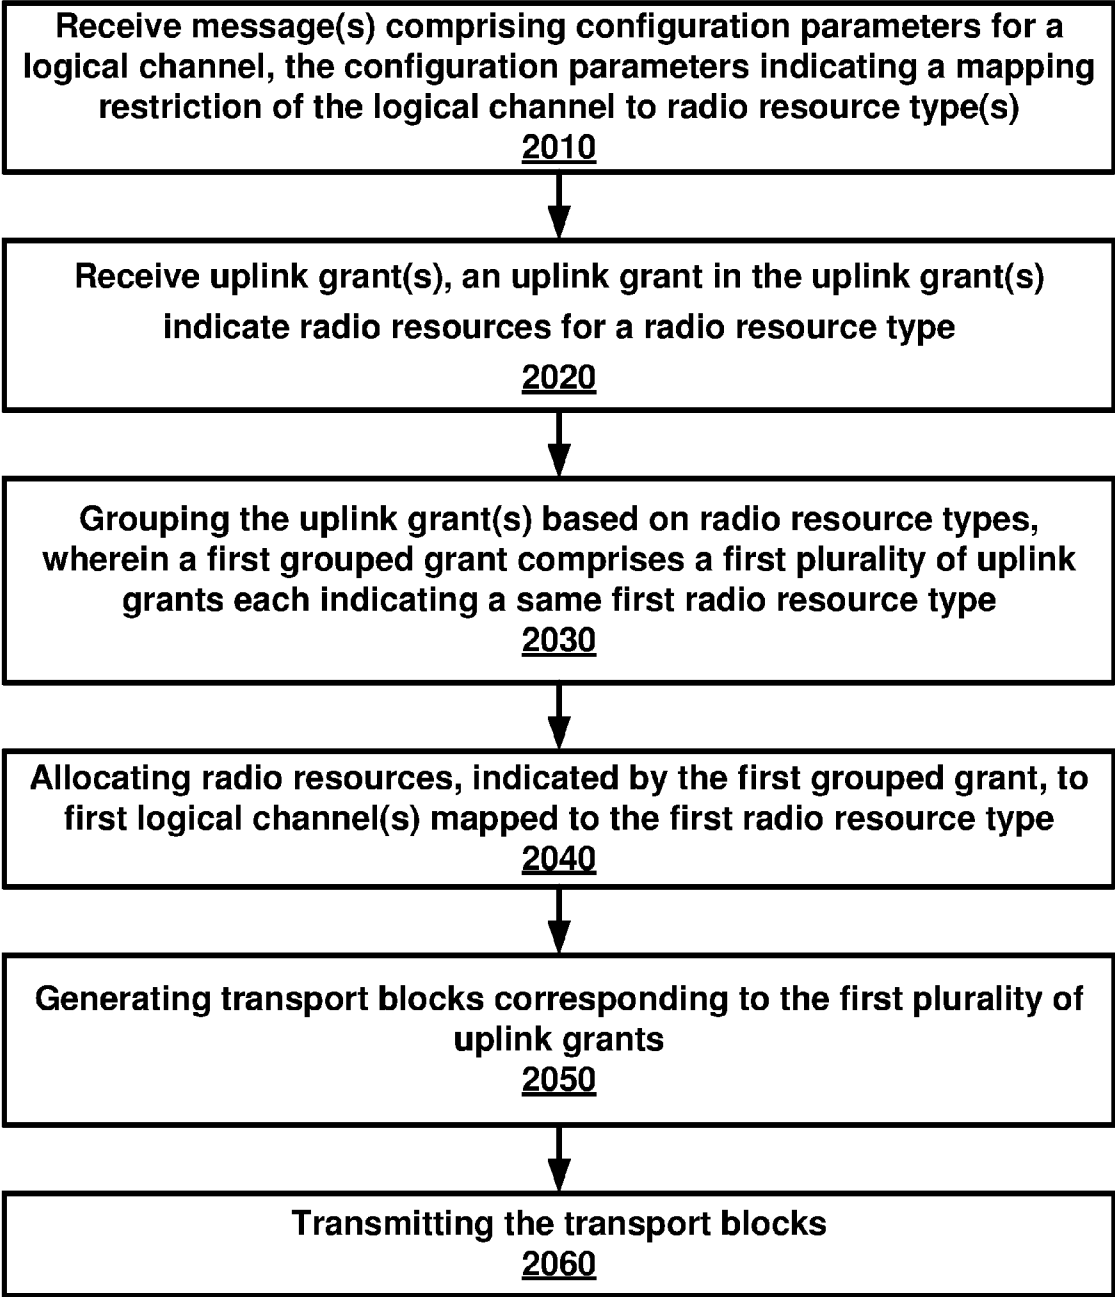 Receive message(s) comprising configuration parameters for a
logical channel, the configuration parameters indicating a mapping
restriction of the logical channel to radio resource type(s)
2010
Receive uplink grant(s), an uplink grant in the uplink grant(s)
indicate radio resources for a radio resource type
2020
Grouping the uplink grant(s) based on radio resource types,
wherein a first grouped grant comprises a first plurality of uplink
grants each indicating a same first radio resource type
2030
Allocating radio resources, indicated by the first grouped grant, to
first logical channel(s) mapped to the first radio resource type
2040
Generating transport blocks corresponding to the first plurality of
uplink grants
2050
Transmitting the transport blocks
2060